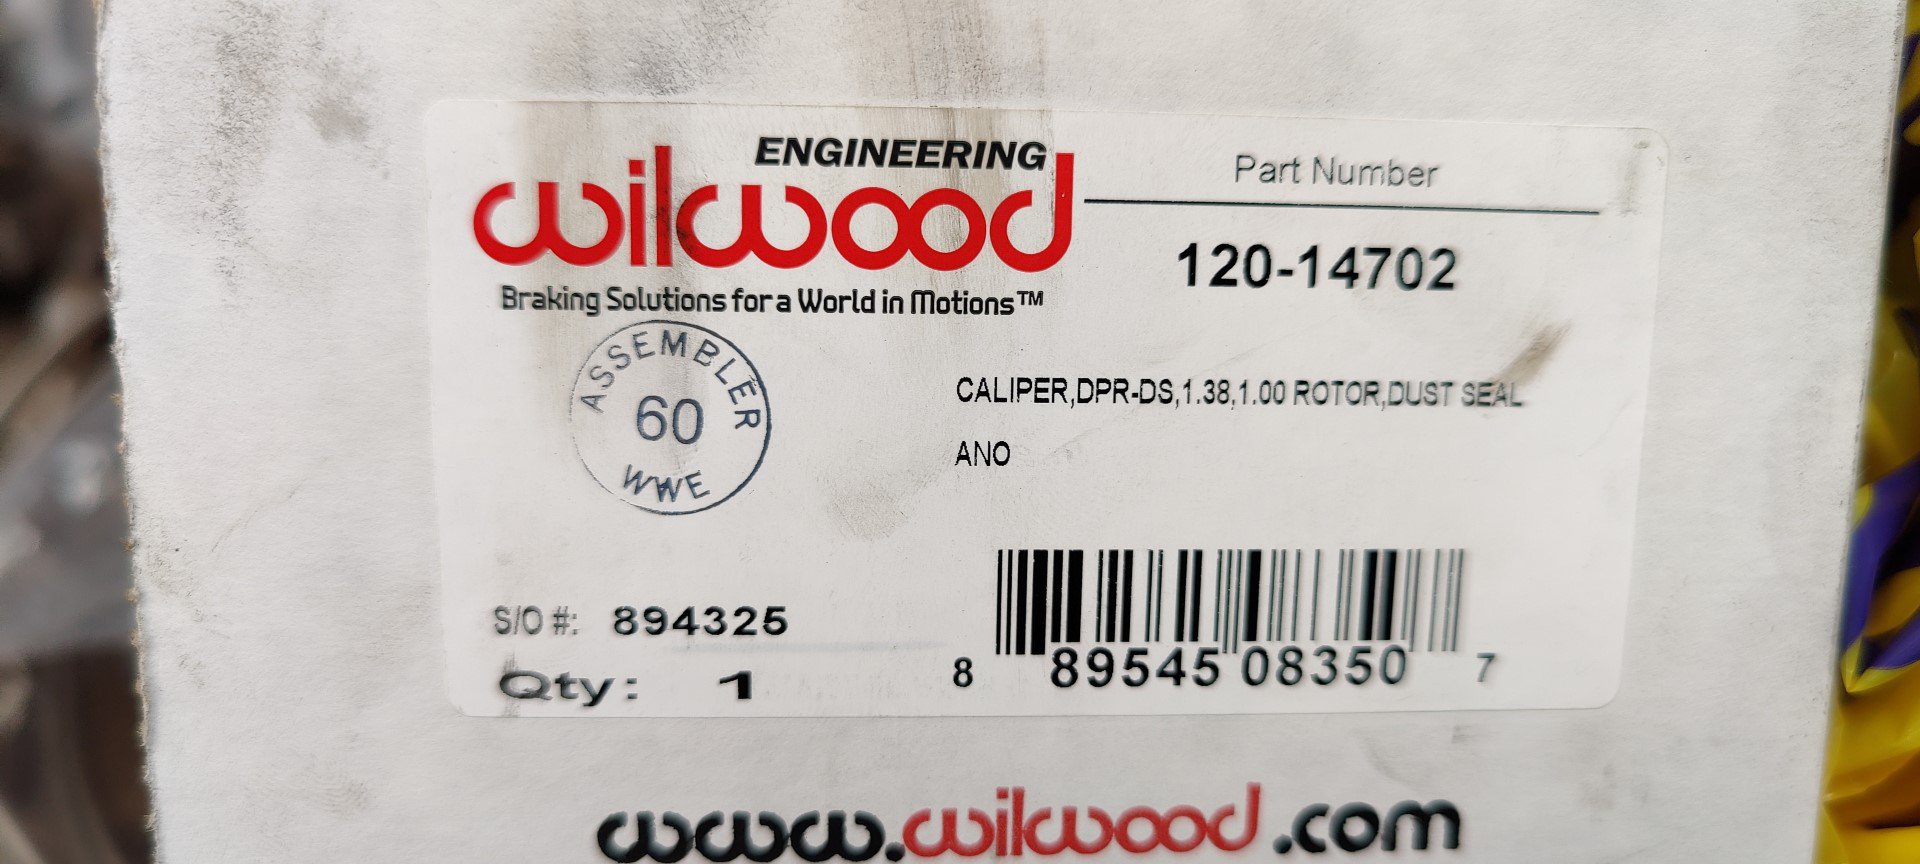 ENGINEERING
wilwood
Braking Solutions for a World in Motions™
Part Number
120-14702
ASSEMBLER
60
WWE
CALIPER,DPR-DS,1.38,1.00 ROTOR,DUST SEAL
ANO
S/O #: 894325
Qty: 1
8 89545 08350 7
www.wilwood.com